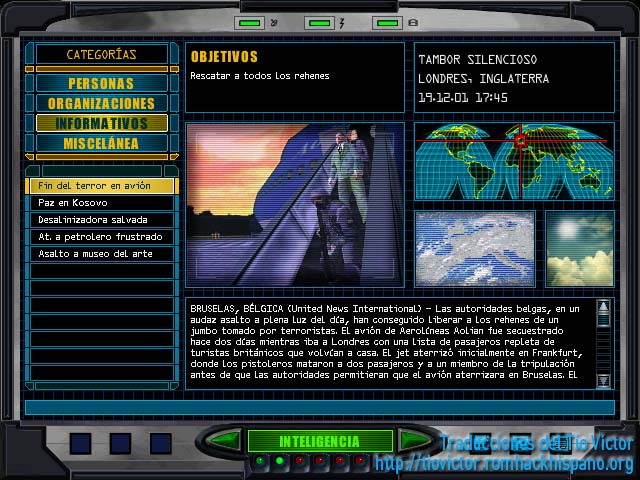 CATEGORÍAS
PERSONAS
ORGANIZACIONES
INFORMATIVOS
MISCELÁNEA
Fin del terror en avión
Paz en Kosovo
Desalinizadora salvada
At. a petrolero frustrado
Asalto a museo del arte
OBJETIVOS
Rescatar a todos los rehenes
TAMBOR SILENCIOSO
LONDRES, INGLATERRA
19.12.01 17:45
BRUSELAS, BÉLGICA (United News International) - Las autoridades belgas, en un
audaz asalto a plena luz del día, han conseguido liberar a los rehenes de un
jumbo tomado por terroristas. El avión de Aerolíneas Aolian fue secuestrado
hace dos días mientras iba a Londres con una lista de pasajeros repleta de
turistas británicos que volvían a casa. El jet aterrizó inicialmente en Frankfurt,
donde los pistoleros mataron a dos pasajeros y a un miembro de la tripulación
antes de que las autoridades permitieran que el avión aterrizara en Bruselas. El
INTELIGENCIA
Traducciones del Tio Victor
http://tiovictor.romhackhispano.org